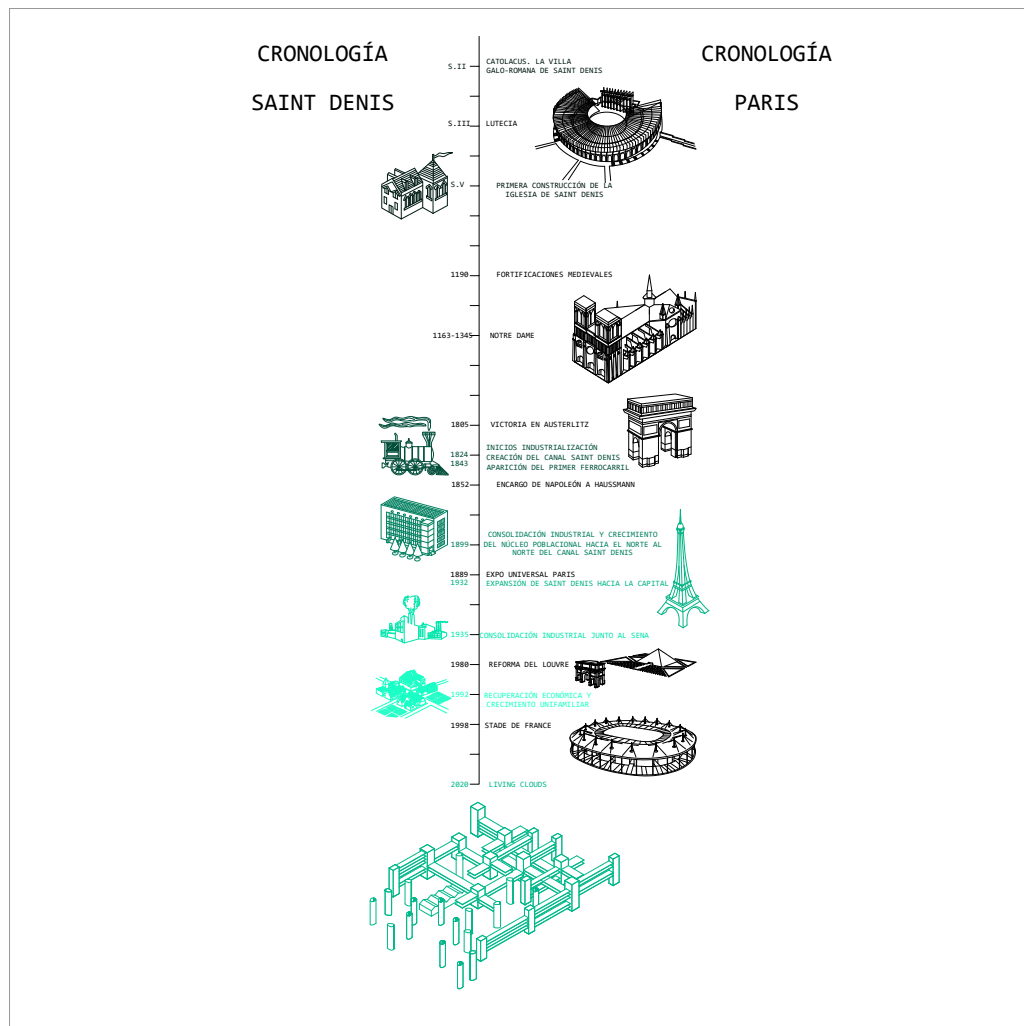 CRONOLOGÍA
SAINT DENIS
CRONOLOGÍA
PARIS
S.II
CATOLACUS. LA VILLA
GALO-ROMANA DE SAINT DENIS
S.III
LUTECIA
S.V
PRIMERA CONSTRUCCIÓN DE LA
IGLESIA DE SAINT DENIS
1190
FORTIFICACIONES MEDIEVALES
1163-1345
NOTRE DAME
1805
VICTORIA EN AUSTERLITZ
INICIOS INDUSTRIALIZACIÓN
1824
CREACIÓN DEL CANAL SAINT DENIS
1843
APARICIÓN DEL PRIMER FERROCARRIL
1852
ENCARGO DE NAPOLEÓN A HAUSSMANN
CONSOLIDACIÓN INDUSTRIAL Y CRECIMIENTO
1899
DEL NÚCLEO POBLACIONAL HACIA EL NORTE AL
NORTE DEL CANAL SAINT DENIS
1889
EXPO UNIVERSAL PARIS
1932
EXPANSIÓN DE SAINT DENIS HACIA LA CAPITAL
1935
CONSOLIDACIÓN INDUSTRIAL JUNTO AL SENA
1980
REFORMA DEL LOUVRE
1992
RECUPERACIÓN ECONÓMICA Y
CRECIMIENTO UNIFAMILIAR
1998
STADE DE FRANCE
2020
LIVING CLOUDS